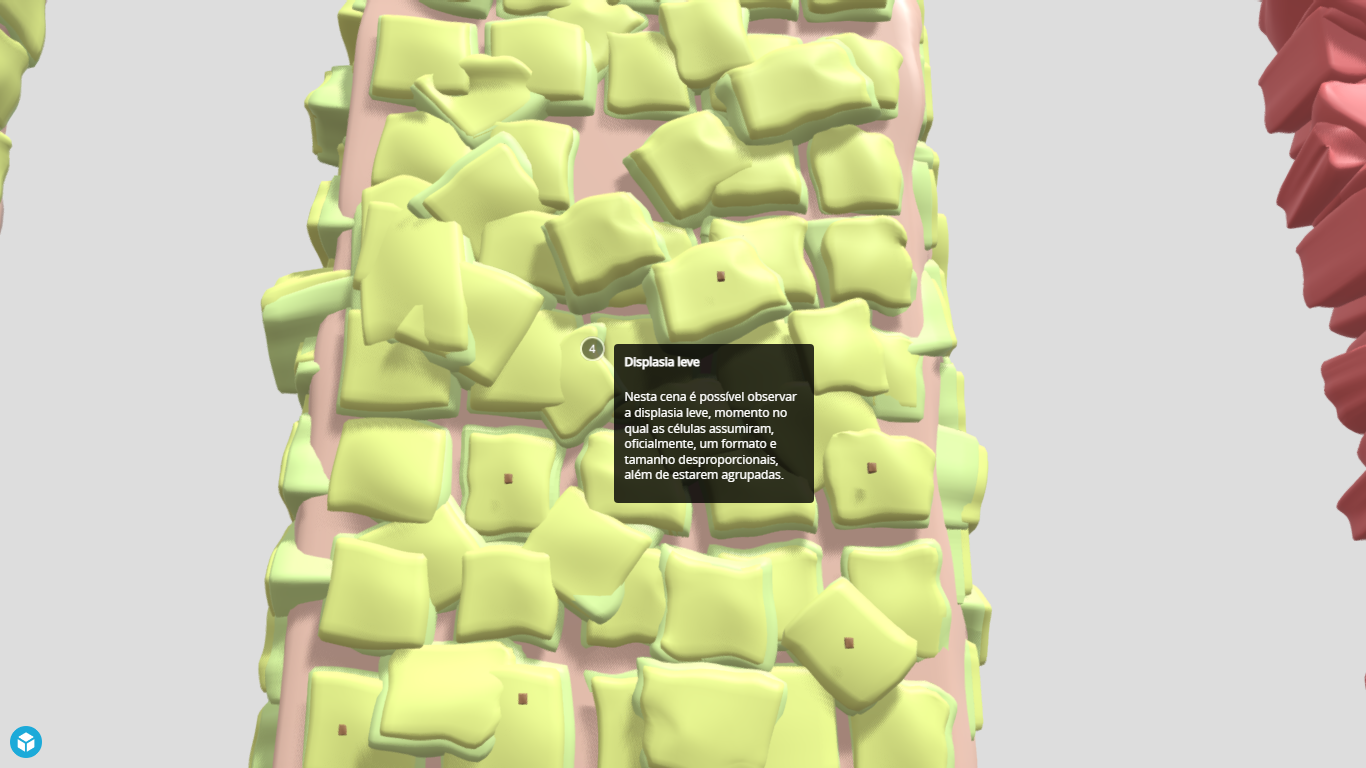 4
Displasia leve
Nesta cena é possível observar
a displasia leve, momento no
qual as células assumiram,
oficialmente, um formato e
tamanho desproporcionais,
além de estarem agrupadas.